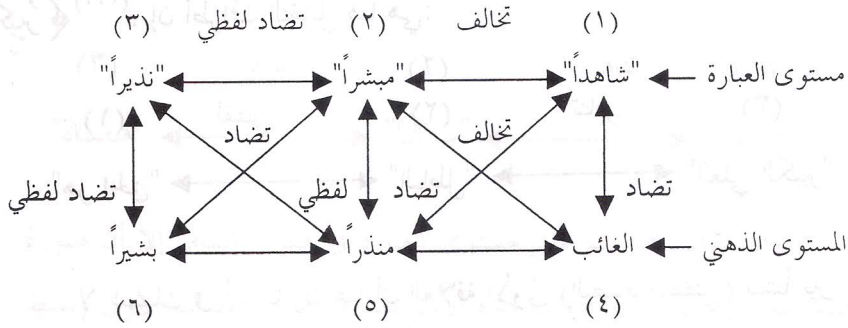 (١) تخالف (٢) تضاد لفظي (٣)
مستوى العبارة "شاهداً" "مبشراً" "نذيراً"
تخالف تضاد
تضاد تضاد لفظي تضاد لفظي
المستوى الذهني الغائب منذراً بشيراً
(٤) (٥) (٦)